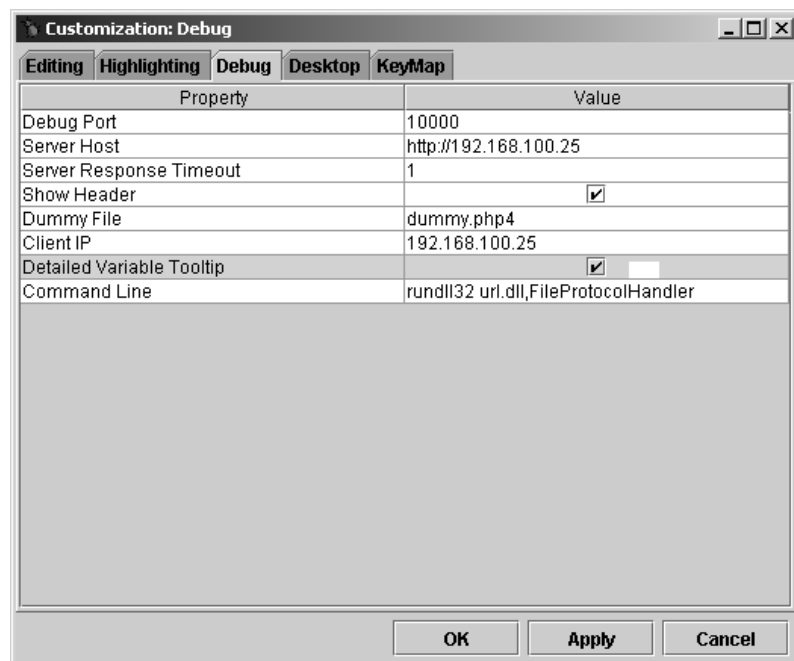 Customization: Debug
Editing Highlighting Debug Desktop KeyMap
Property Value
Debug Port 10000
Server Host http://192.168.100.25
Server Response Timeout 1
Show Header
Dummy File dummy.php4
Client IP 192.168.100.25
Detailed Variable Tooltip
Command Line rundll32 url.dll,FileProtocolHandler
OK Apply Cancel